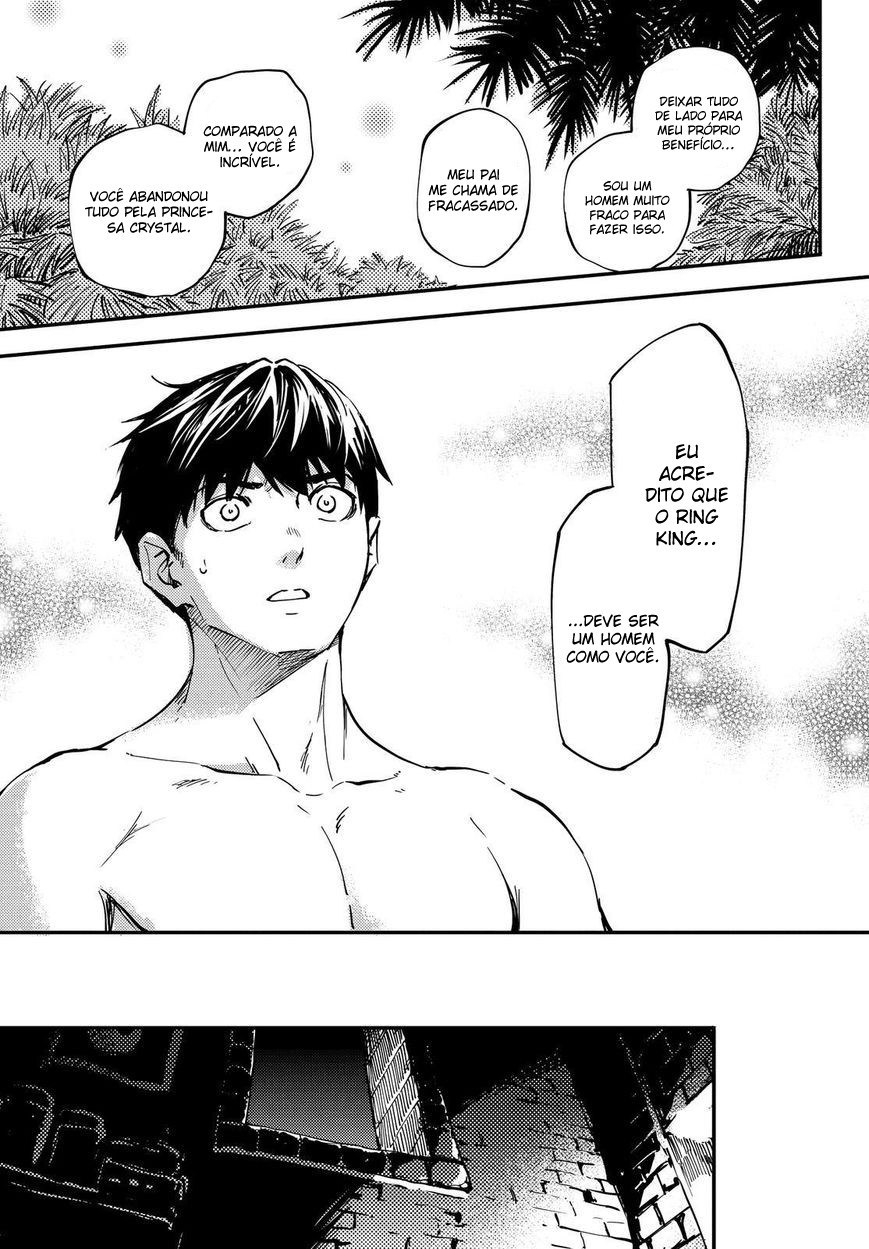 DEIXAR TUDO
DE LADO PARA
MEU PRÓPRIO
BENEFÍCIO...
SOU UM
HOMEM MUITO
FRACO PARA
FAZER ISSO.
MEU PAI
ME CHAMA DE
FRACASSADO.
COMPARADO A
MIM... VOCÊ É
INCRÍVEL.
VOCÊ ABANDONOU
TUDO PELA PRINCE-
SA CRYSTAL.
EU
ACRE-
DITO QUE
O RING
KING...
...DEVE SER
UM HOMEM
COMO VOCÊ.